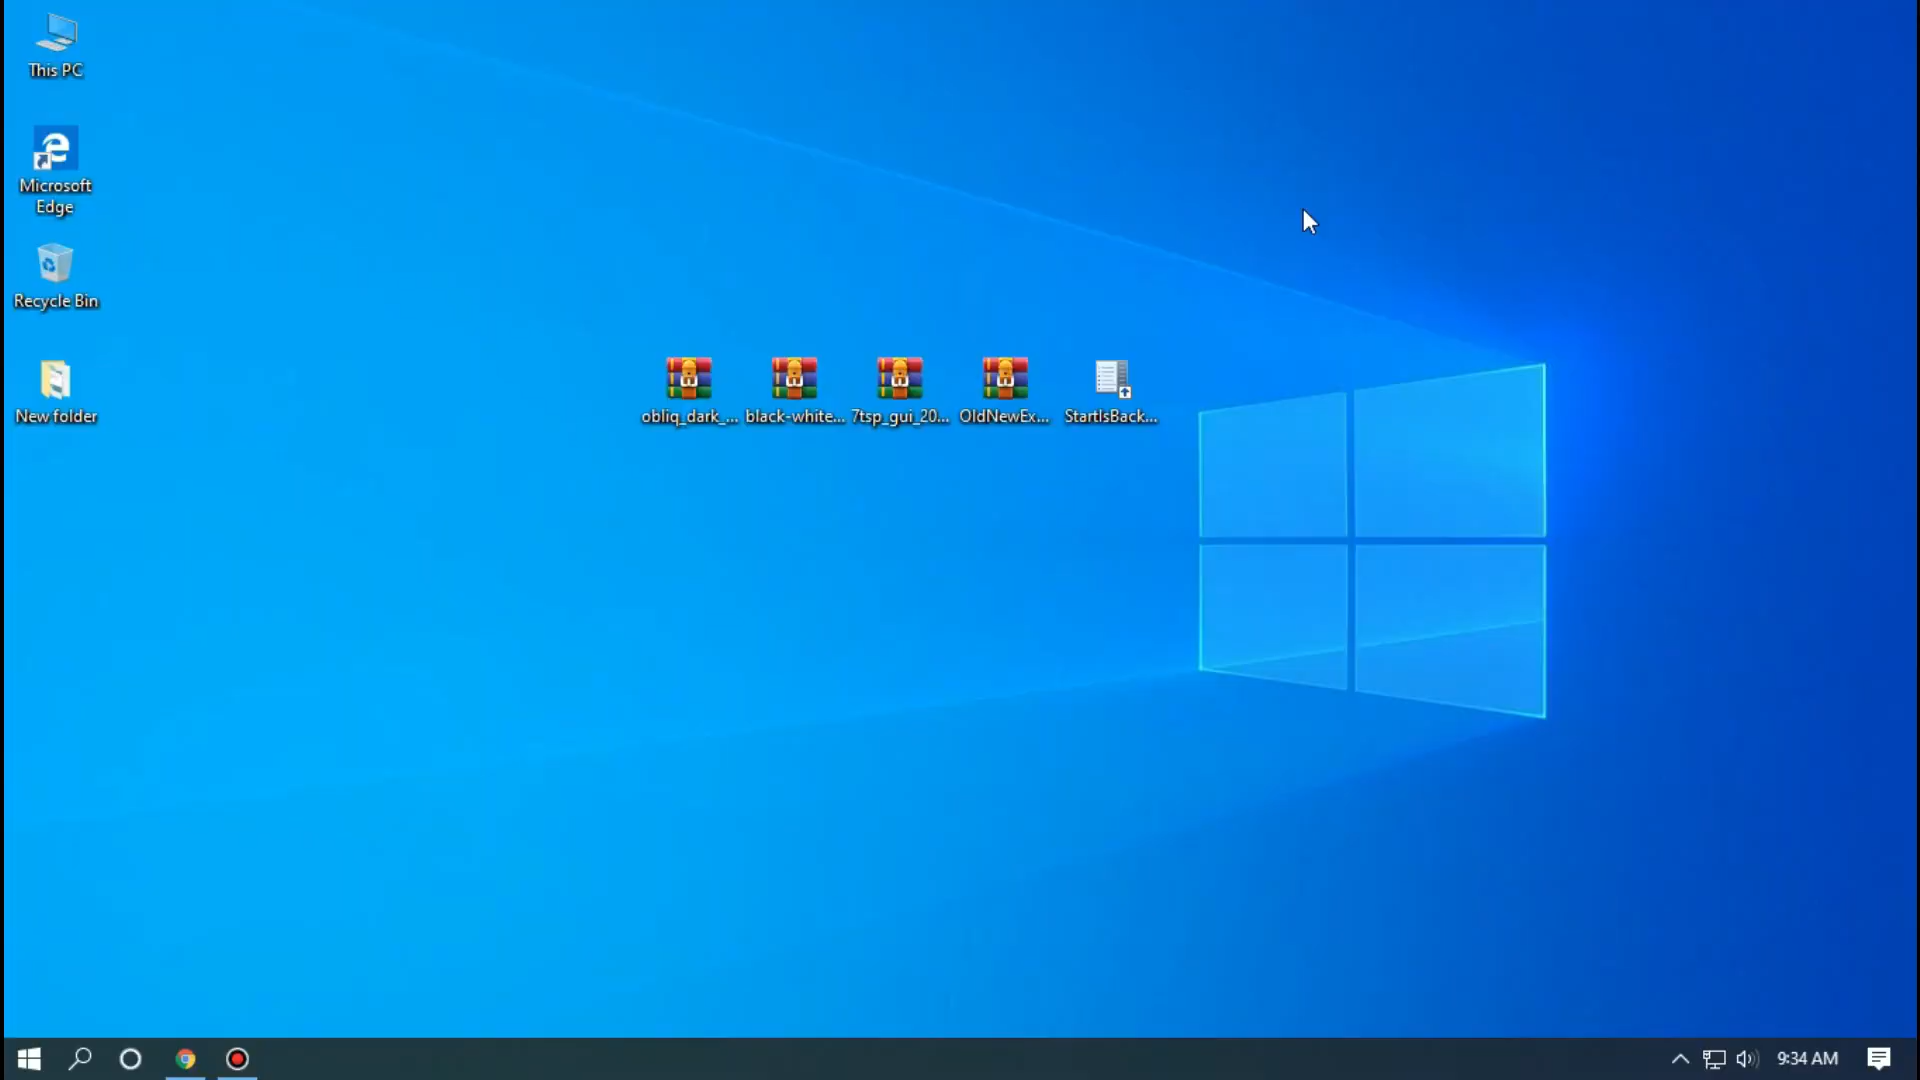 This PC
Microsoft
Edge
Recycle Bin
New folder
obliq_dark_...
black-white...
7tsp_gui_20...
OldNewEx...
StartIsBack...
9:34 AM